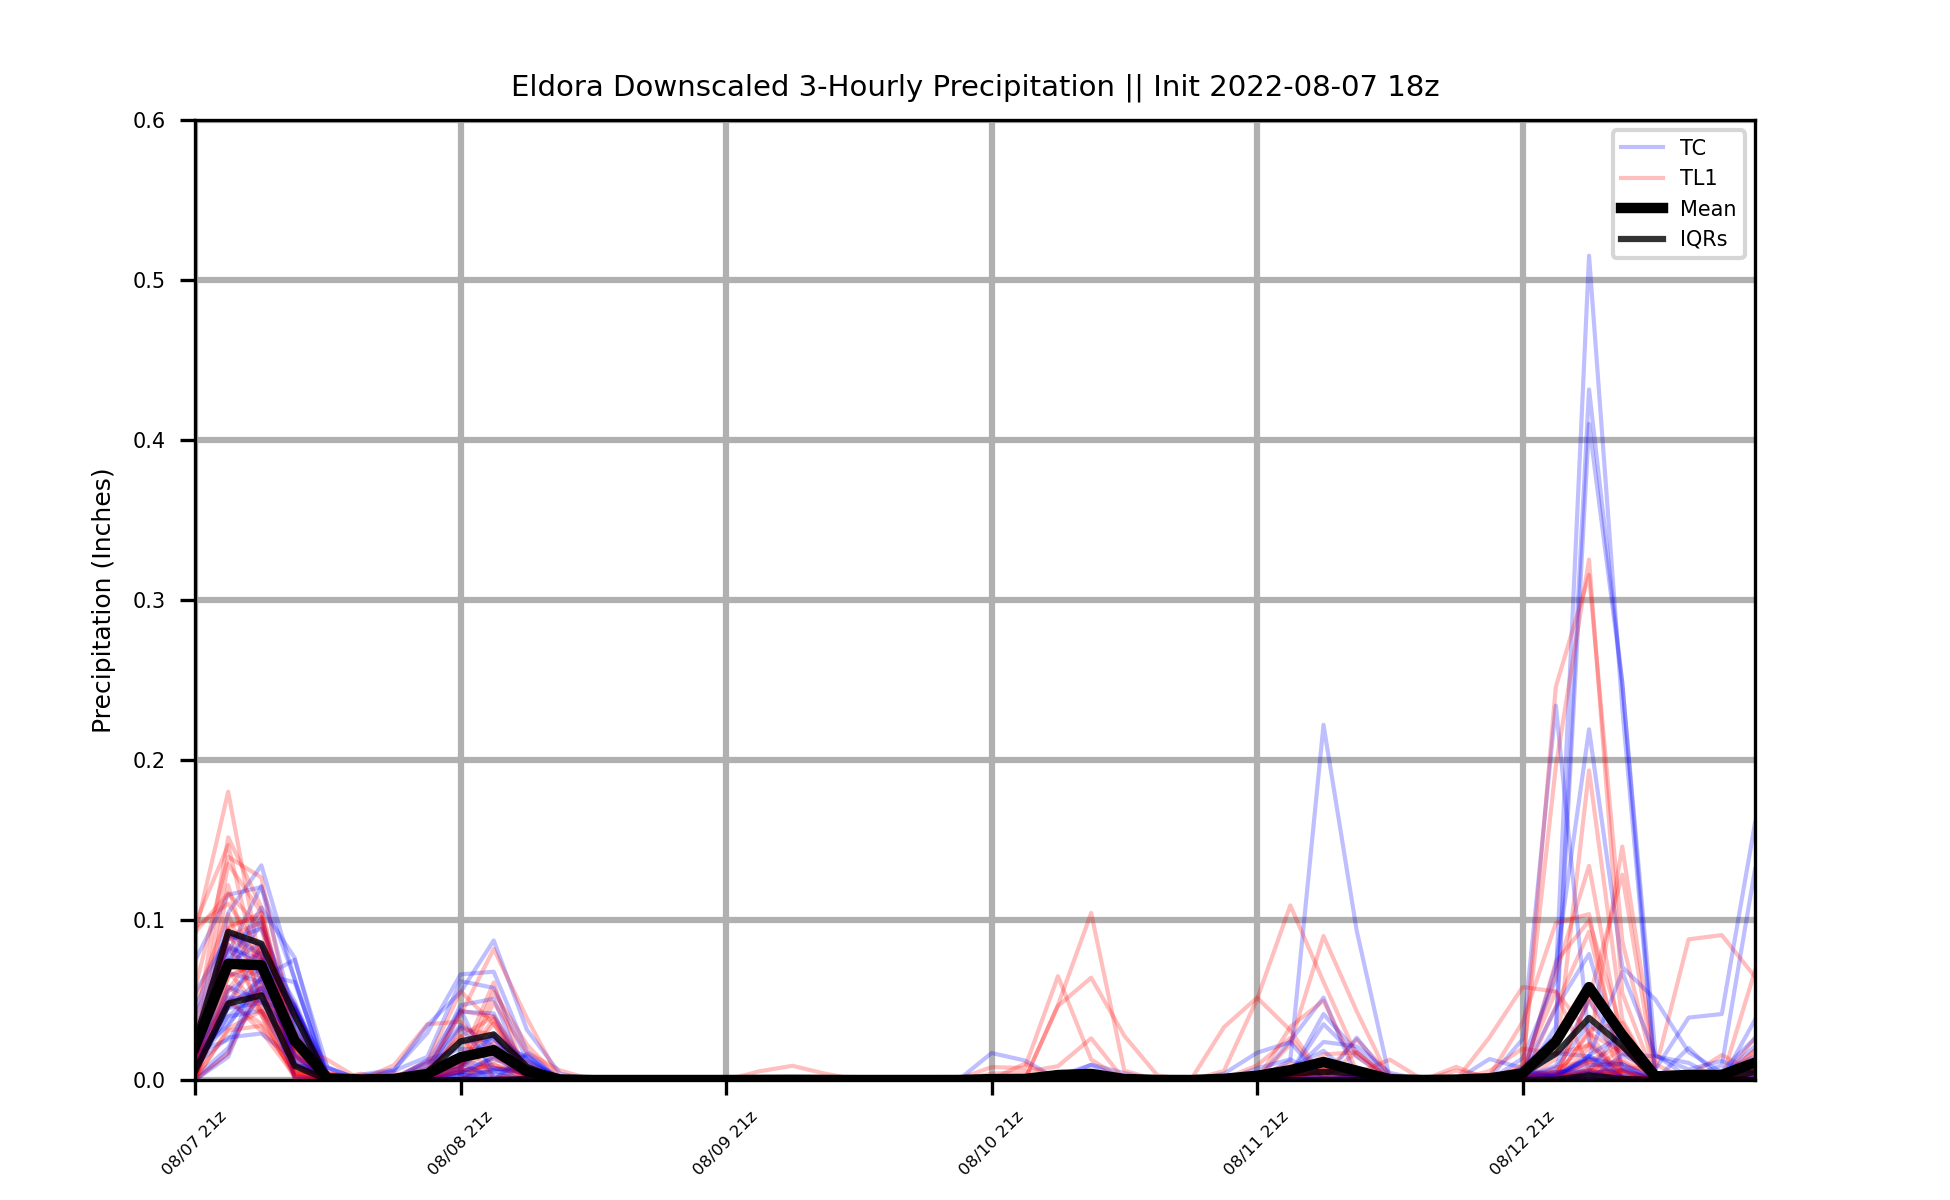 Eldora Downscaled 3-Hourly Precipitation || Init 2022-08-07 18z
TC
TL1
Mean
IQRs
Precipitation (Inches)
0.6
0.5
0.4
0.3
0.2
0.1
0.0
08/07 21z
08/08 21z
08/09 21z
08/10 21z
08/11 21z
08/12 21z